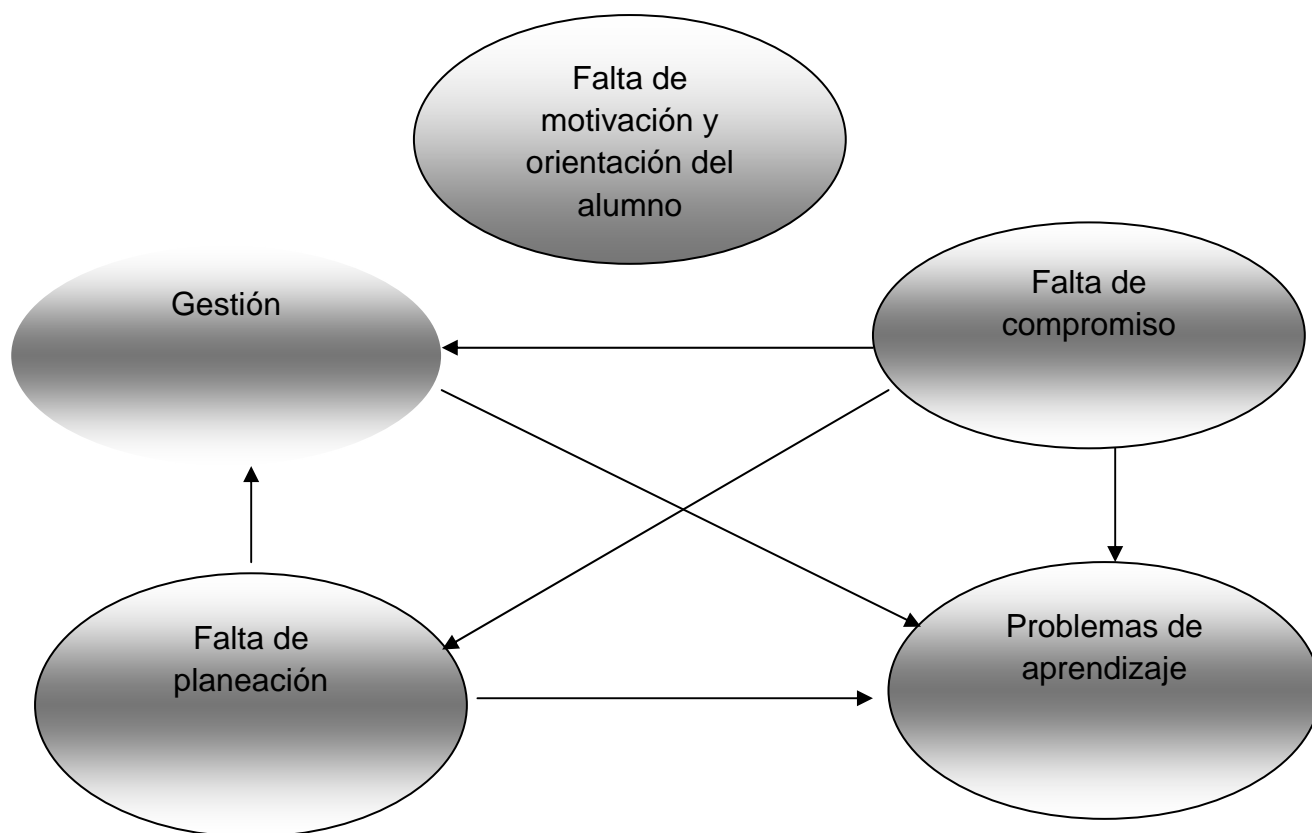 Falta de
motivación y
orientación del
alumno
Gestión
Falta de
compromiso
Falta de
planeación
Problemas de
aprendizaje